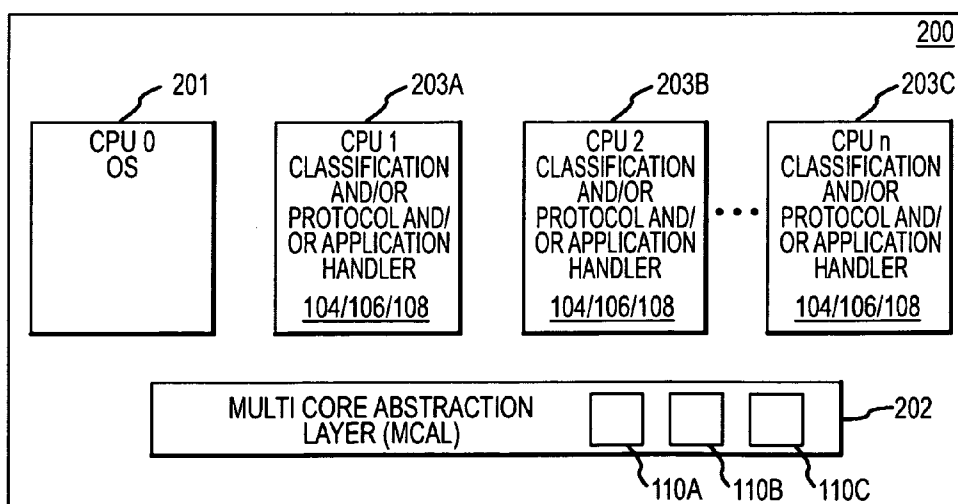 200
201
203A
203B
203C
CPU 0
OS
CPU 1
CLASSIFICATION
AND/OR
PROTOCOL AND/
OR APPLICATION
HANDLER
104/106/108
CPU 2
CLASSIFICATION
AND/OR
PROTOCOL AND/
OR APPLICATION
HANDLER
104/106/108
CPU n
CLASSIFICATION
AND/OR
PROTOCOL AND/
OR APPLICATION
HANDLER
104/106/108
MULTI CORE ABSTRACTION
LAYER (MCAL)
202
110A
110B
110C